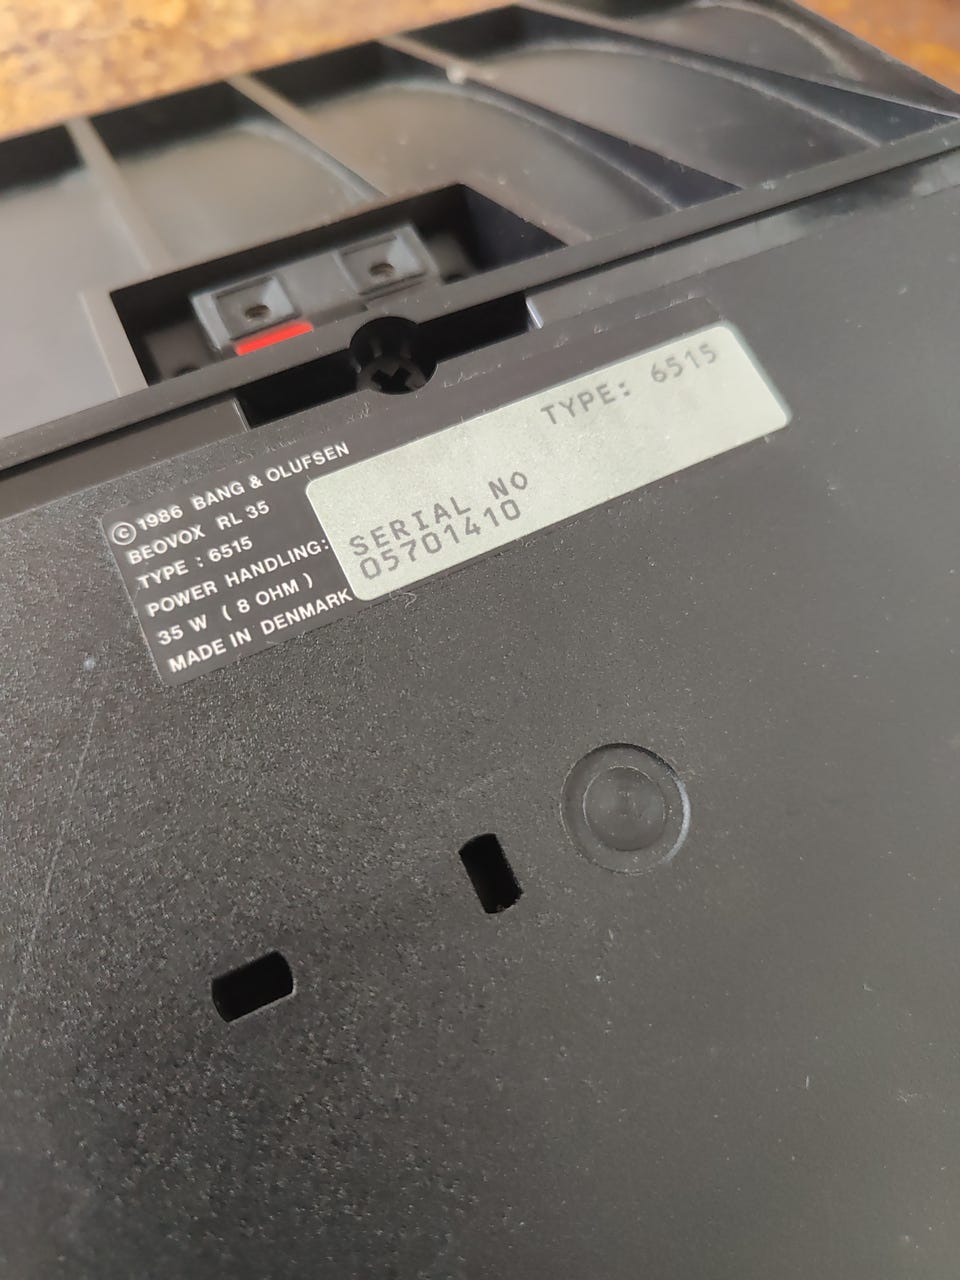 © 1986 BANG & OLUFSEN
BEOVOX RL 35
TYPE : 6515
POWER HANDLING:
35 W ( 8 OHM )
MADE IN DENMARK
TYPE: 6515
SERIAL NO
05701410